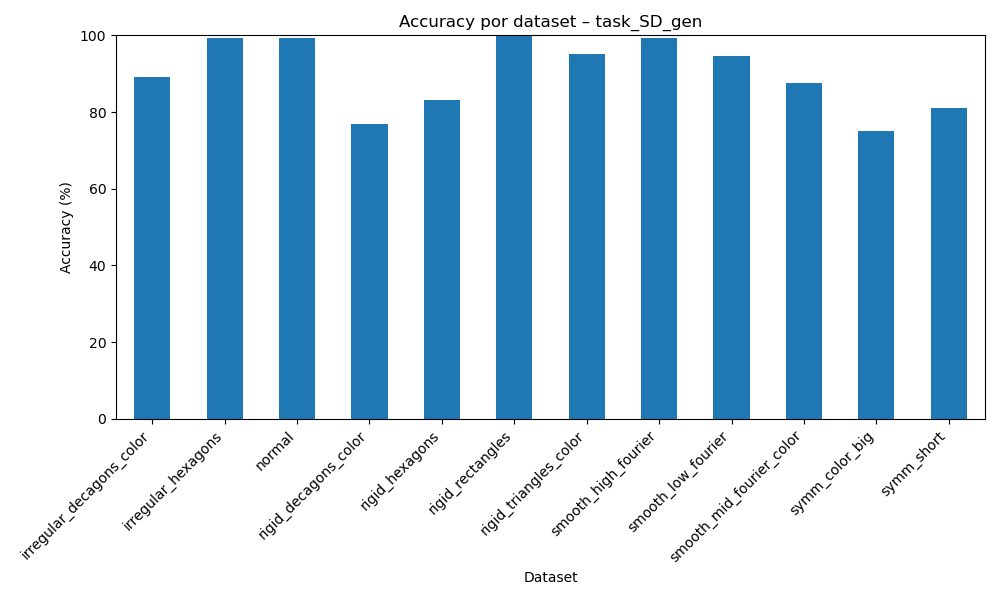 Accuracy por dataset – task_SD_gen
Accuracy (%)
100
80
60
40
20
0
irregular_decagons_color
irregular_hexagons
normal
rigid_decagons_color
rigid_hexagons
rigid_rectangles
rigid_triangles_color
smooth_high_fourier
smooth_low_fourier
smooth_mid_fourier_color
symm_color_big
symm_short
Dataset